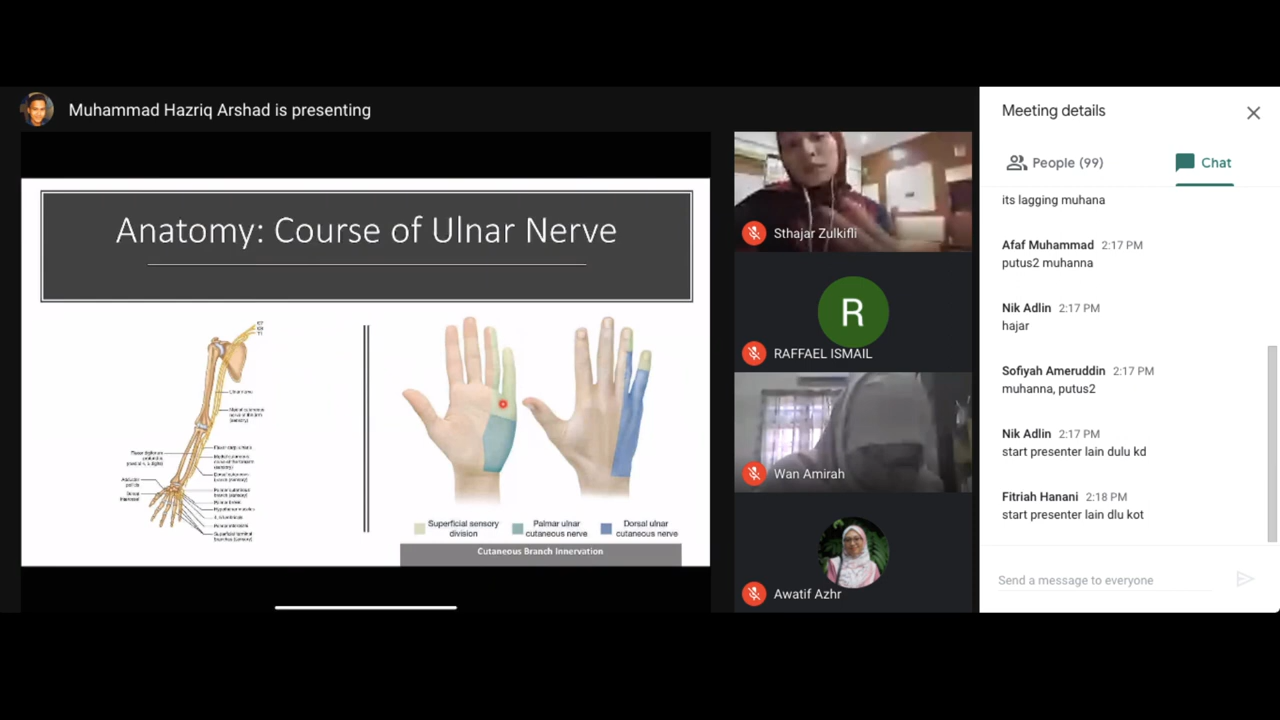 Muhammad Hazriq Arshad is presenting
Anatomy: Course of Ulnar Nerve
Ulnar nerve
Superficial sensory
division
Palmar ulnar
cutaneous nerve
Dorsal ulnar
cutaneous nerve
Cutaneous Branch Innervation
Sthajar Zulkifli
R
RAFFAEL ISMAIL
Wan Amirah
Awatif Azhr
Meeting details
People (99)
Chat
its lagging muhana
Afaf Muhammad 2:17 PM
putus2 muhanna
Nik Adlin 2:17 PM
hajar
Sofiyah Ameruddin 2:17 PM
muhanna, putus2
Nik Adlin 2:17 PM
start presenter lain dulu kd
Fitriah Hanani 2:18 PM
start presenter lain dlu kot
Send a message to everyone